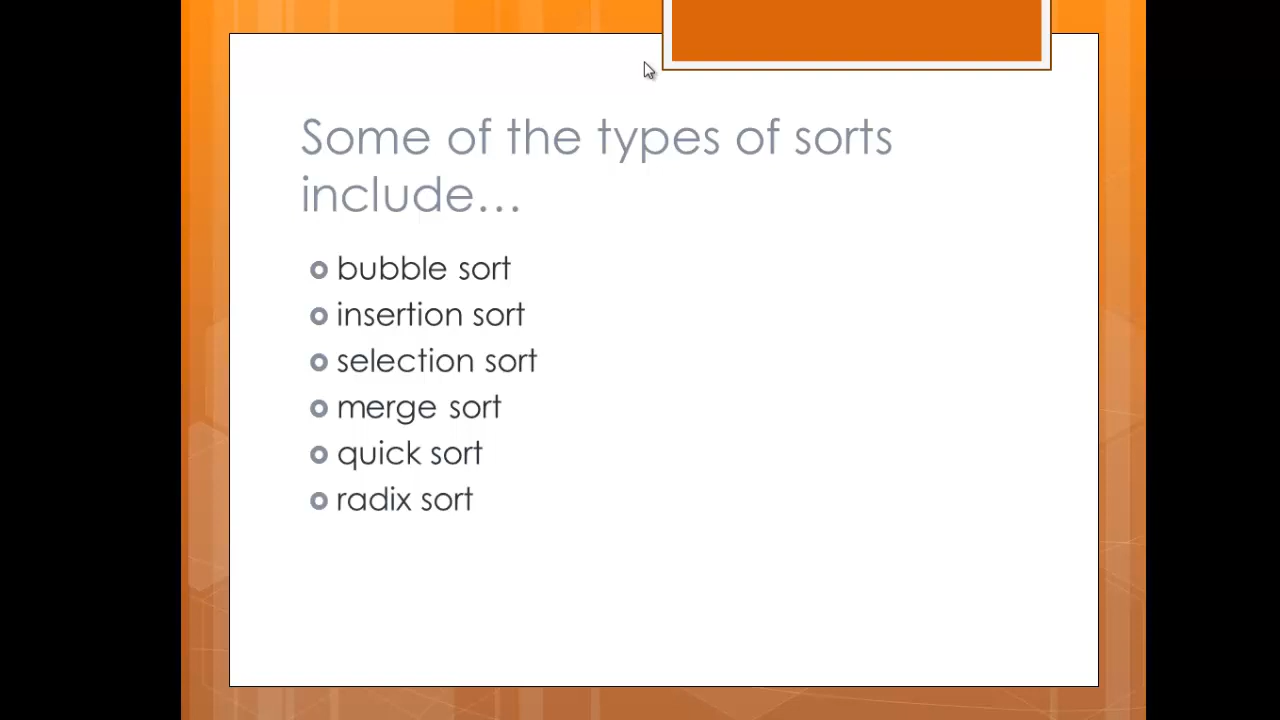 Some of the types of sorts
include…
bubble sort
insertion sort
selection sort
merge sort
quick sort
radix sort